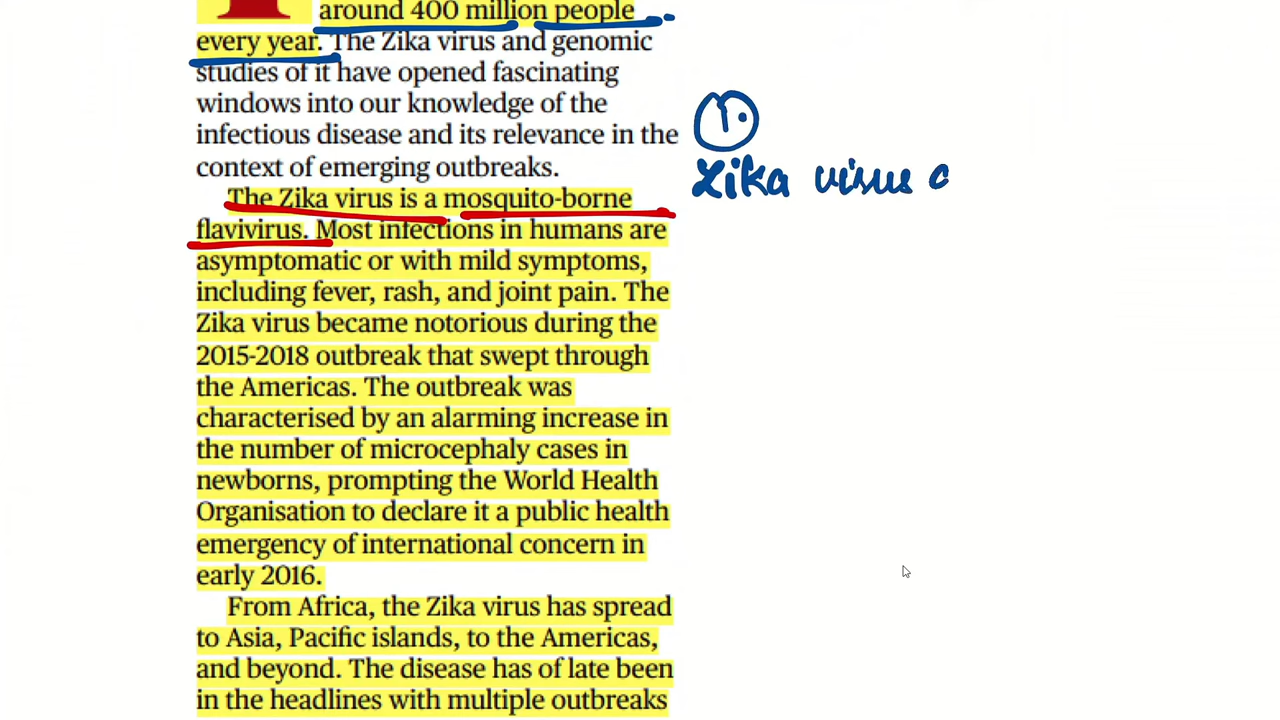 around 400 million people
every year. The Zika virus and genomic
studies of it have opened fascinating
windows into our knowledge of the
infectious disease and its relevance in the
context of emerging outbreaks.
The Zika virus is a mosquito-borne
flavivirus. Most infections in humans are
asymptomatic or with mild symptoms,
including fever, rash, and joint pain. The
Zika virus became notorious during the
2015-2018 outbreak that swept through
the Americas. The outbreak was
characterised by an alarming increase in
the number of microcephaly cases in
newborns, prompting the World Health
Organisation to declare it a public health
emergency of international concern in
early 2016.
From Africa, the Zika virus has spread
to Asia, Pacific islands, to the Americas,
and beyond. The disease has of late been
in the headlines with multiple outbreaks
1.
Zika virus